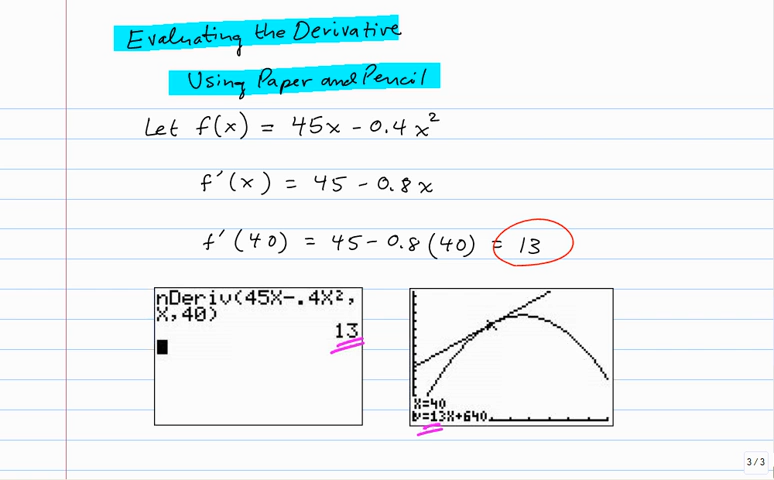 Evaluating the Derivative
Using Paper and Pencil
Let f(x) = 45x - 0.4x²
f'(x) = 45 - 0.8x
f'(40) = 45 - 0.8(40) = 13
nDeriv(45X-.4X²,
X,40)
13
X=40
y=13X+640
3/3